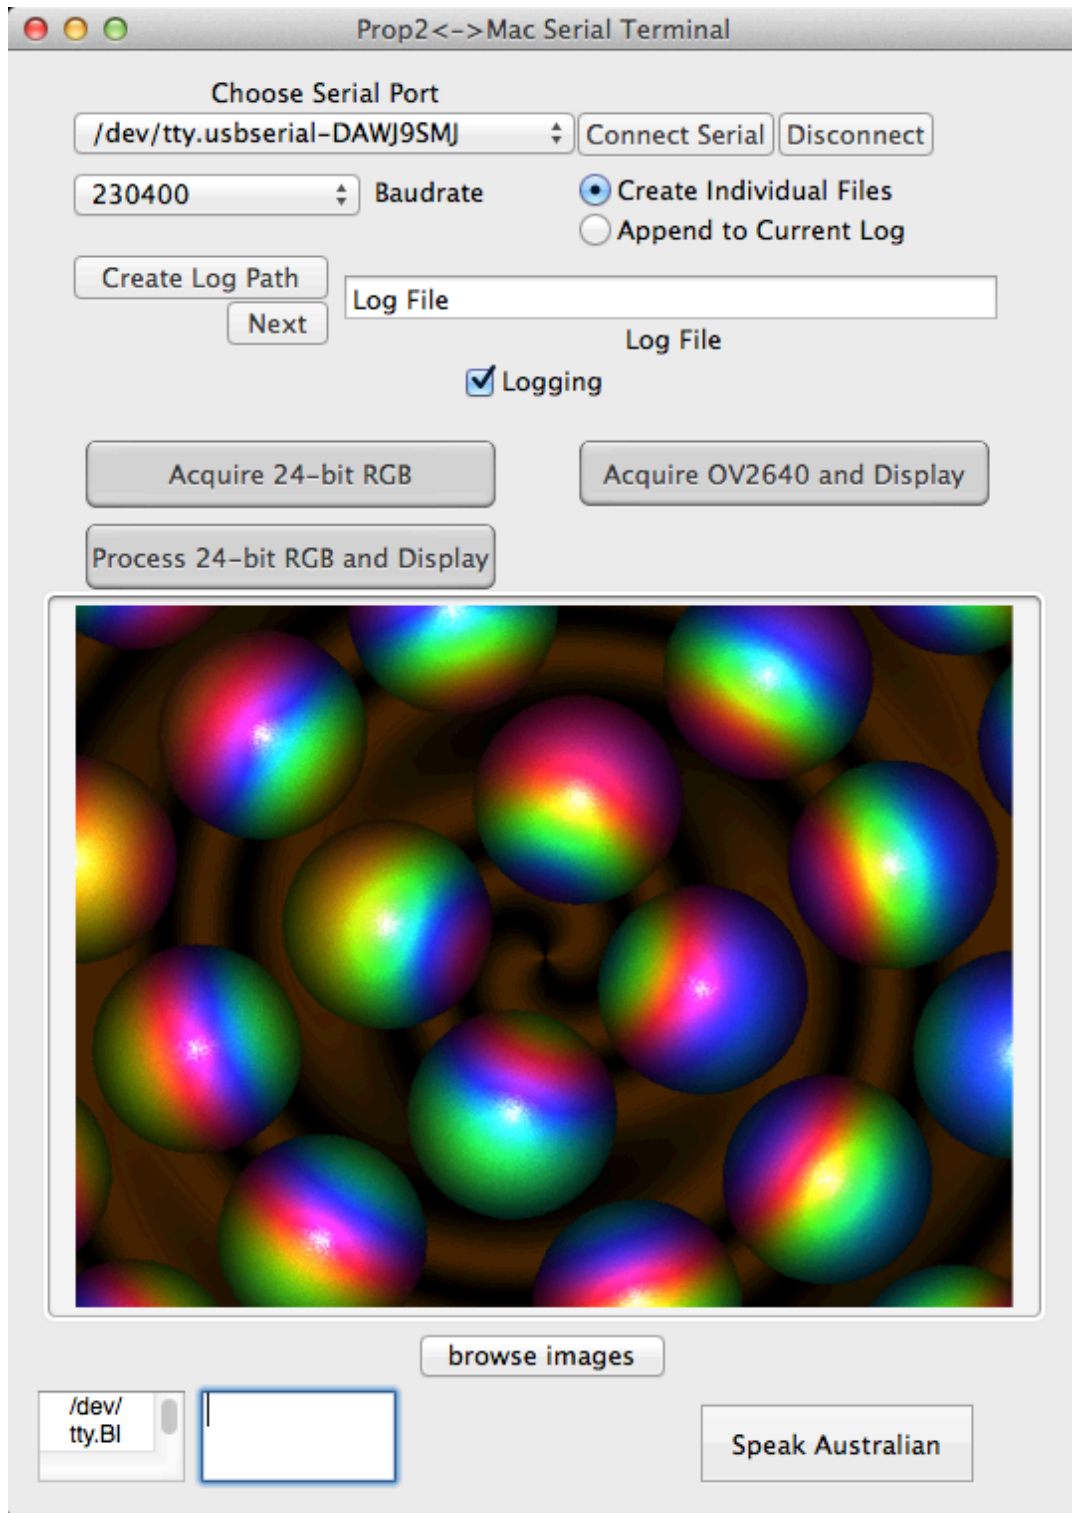 Prop2<->Mac Serial Terminal
Choose Serial Port
/dev/tty.usbserial-DAWJ9SMJ
Connect Serial
Disconnect
230400
Baudrate
Create Individual Files
Append to Current Log
Create Log Path
Next
Log File
Log File
Logging
Acquire 24-bit RGB
Acquire OV2640 and Display
Process 24-bit RGB and Display
browse images
/dev/
tty.Bl
Speak Australian